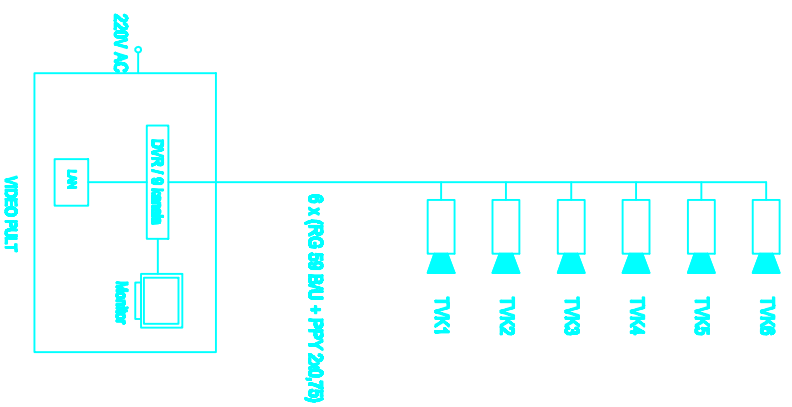 220V AC
DVR / 9 kanala
LAN
Monitor
VIDEO PULT
6 x (RG 59 B/U + PPY 2x0,75)
TVK1
TVK2
TVK3
TVK4
TVK5
TVK6